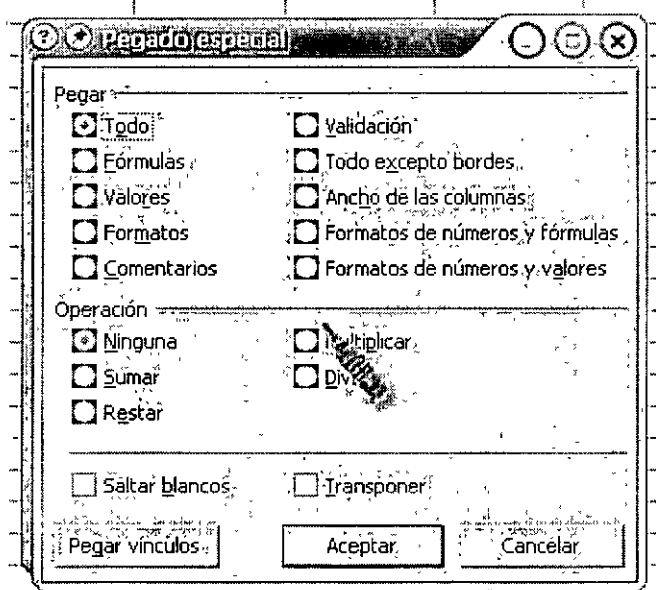 Pegado especial
Pegar
Todo Validación
Fórmulas Todo excepto bordes
Valores Ancho de las columnas
Formatos Formatos de números y fórmulas
Comentarios Formatos de números y valores
Operación
Ninguna Multiplicar
Sumar
Restar
Saltar blancos Transponer
Pegar vínculos Aceptar Cancelar